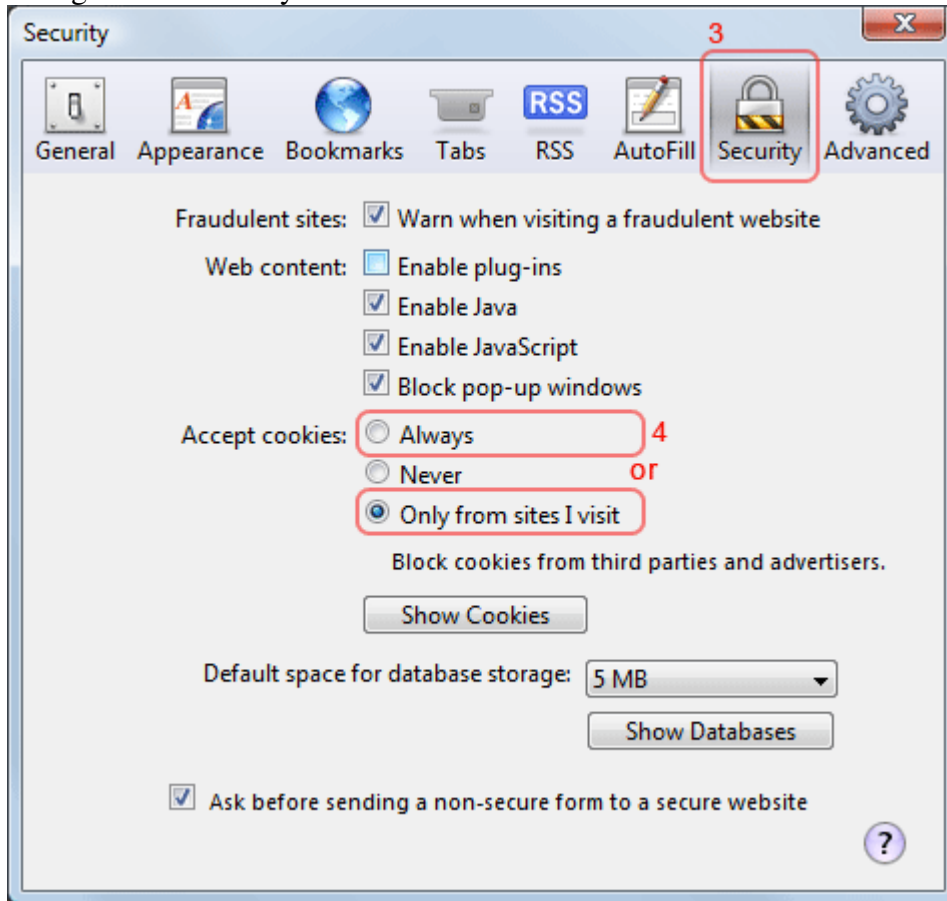 Security
3
RSS
General Appearance Bookmarks Tabs RSS AutoFill Security Advanced
Fraudulent sites: Warn when visiting a fraudulent website
Web content: Enable plug-ins
Enable Java
Enable JavaScript
Block pop-up windows
Accept cookies: Always 4
Never or
Only from sites I visit
Block cookies from third parties and advertisers.
Show Cookies
Default space for database storage: 5 MB
Show Databases
Ask before sending a non-secure form to a secure website
?